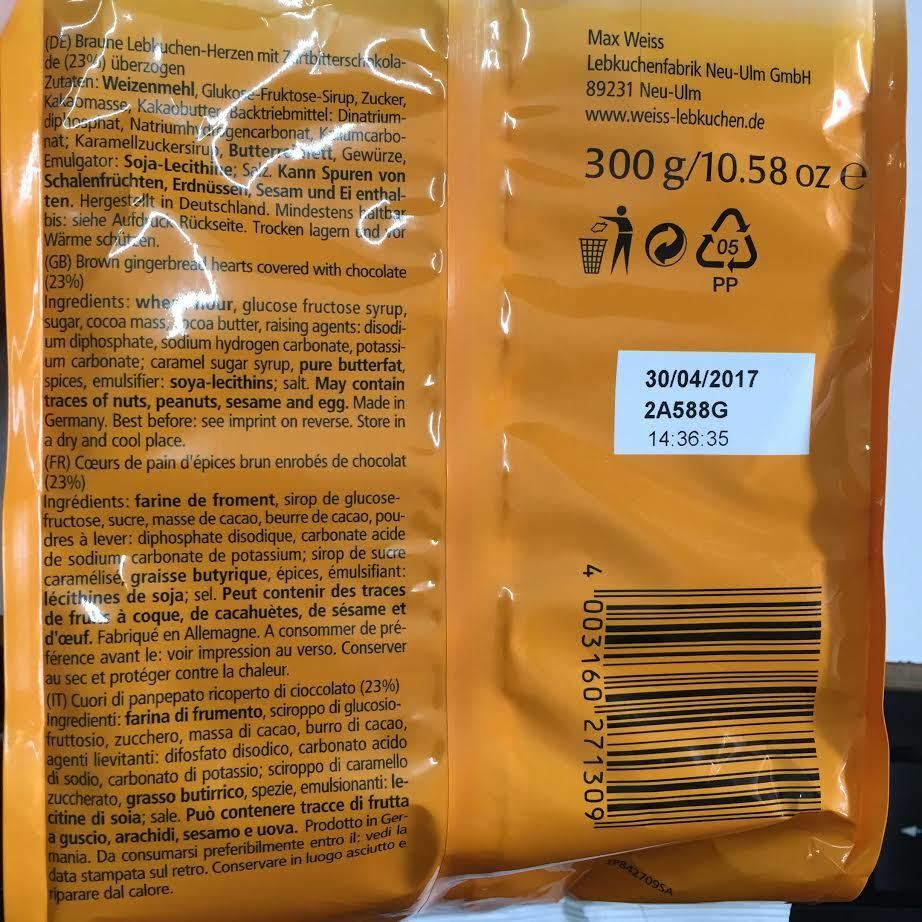 (DE) Braune Lebkuchen-Herzen mit Zartbitterschokola-
de (23%) überzogen
Zutaten: Weizenmehl, Glukose-Fruktose-Sirup, Zucker,
Kakaomasse, Kakaobutter, Backtriebmittel: Dinatrium-
diphosphat, Natriumhydrogencarbonat, Kaliumcarbo-
nat; Karamellzuckersirup, Butterreinfett, Gewürze,
Emulgator: Soja-Lecithine; Salz. Kann Spuren von
Schalenfrüchten, Erdnüssen, Sesam und Ei enthal-
ten. Hergestellt in Deutschland. Mindestens haltbar
bis: siehe Aufdruck Rückseite. Trocken lagern und vor
Wärme schützen.
(GB) Brown gingerbread hearts covered with chocolate
(23%)
Ingredients: wheat flour, glucose fructose syrup,
sugar, cocoa mass, cocoa butter, raising agents: disodi-
um diphosphate, sodium hydrogen carbonate, potassi-
um carbonate; caramel sugar syrup, pure butterfat,
spices, emulsifier: soya-lecithins; salt. May contain
traces of nuts, peanuts, sesame and egg. Made in
Germany. Best before: see imprint on reverse. Store in
a dry and cool place.
(FR) Cœurs de pain d'épices brun enrobés de chocolat
(23%)
Ingrédients: farine de froment, sirop de glucose-
fructose, sucre, masse de cacao, beurre de cacao, pou-
dres à lever: diphosphate disodique, carbonate acide
de sodium, carbonate de potassium; sirop de sucre
caramélisé, graisse butyrique, épices, émulsifiant:
lécithines de soja; sel. Peut contenir des traces
de fruits à coque, de cacahuètes, de sésame et
d'œuf. Fabriqué en Allemagne. A consommer de pré-
férence avant le: voir impression au verso. Conserver
au sec et protéger contre la chaleur.
(IT) Cuori di panpepato ricoperto di cioccolato (23%)
Ingredienti: farina di frumento, sciroppo di glucosio-
fruttosio, zucchero, massa di cacao, burro di cacao,
agenti lievitanti: difosfato disodico, carbonato acido
di sodio, carbonato di potassio; sciroppo di caramello
zuccherato, grasso butirrico, spezie, emulsionanti: le-
citine di soia; sale. Può contenere tracce di frutta
a guscio, arachidi, sesamo e uova. Prodotto in Ger-
mania. Da consumarsi preferibilmente entro il: vedi la
data stampata sul retro. Conservare in luogo asciutto e
riparare dal calore.
Max Weiss
Lebkuchenfabrik Neu-Ulm GmbH
89231 Neu-Ulm
www.weiss-lebkuchen.de
300 g/10.58 oz e
05
PP
30/04/2017
2A588G
14:36:35
4 003160 271309
1P842709SA